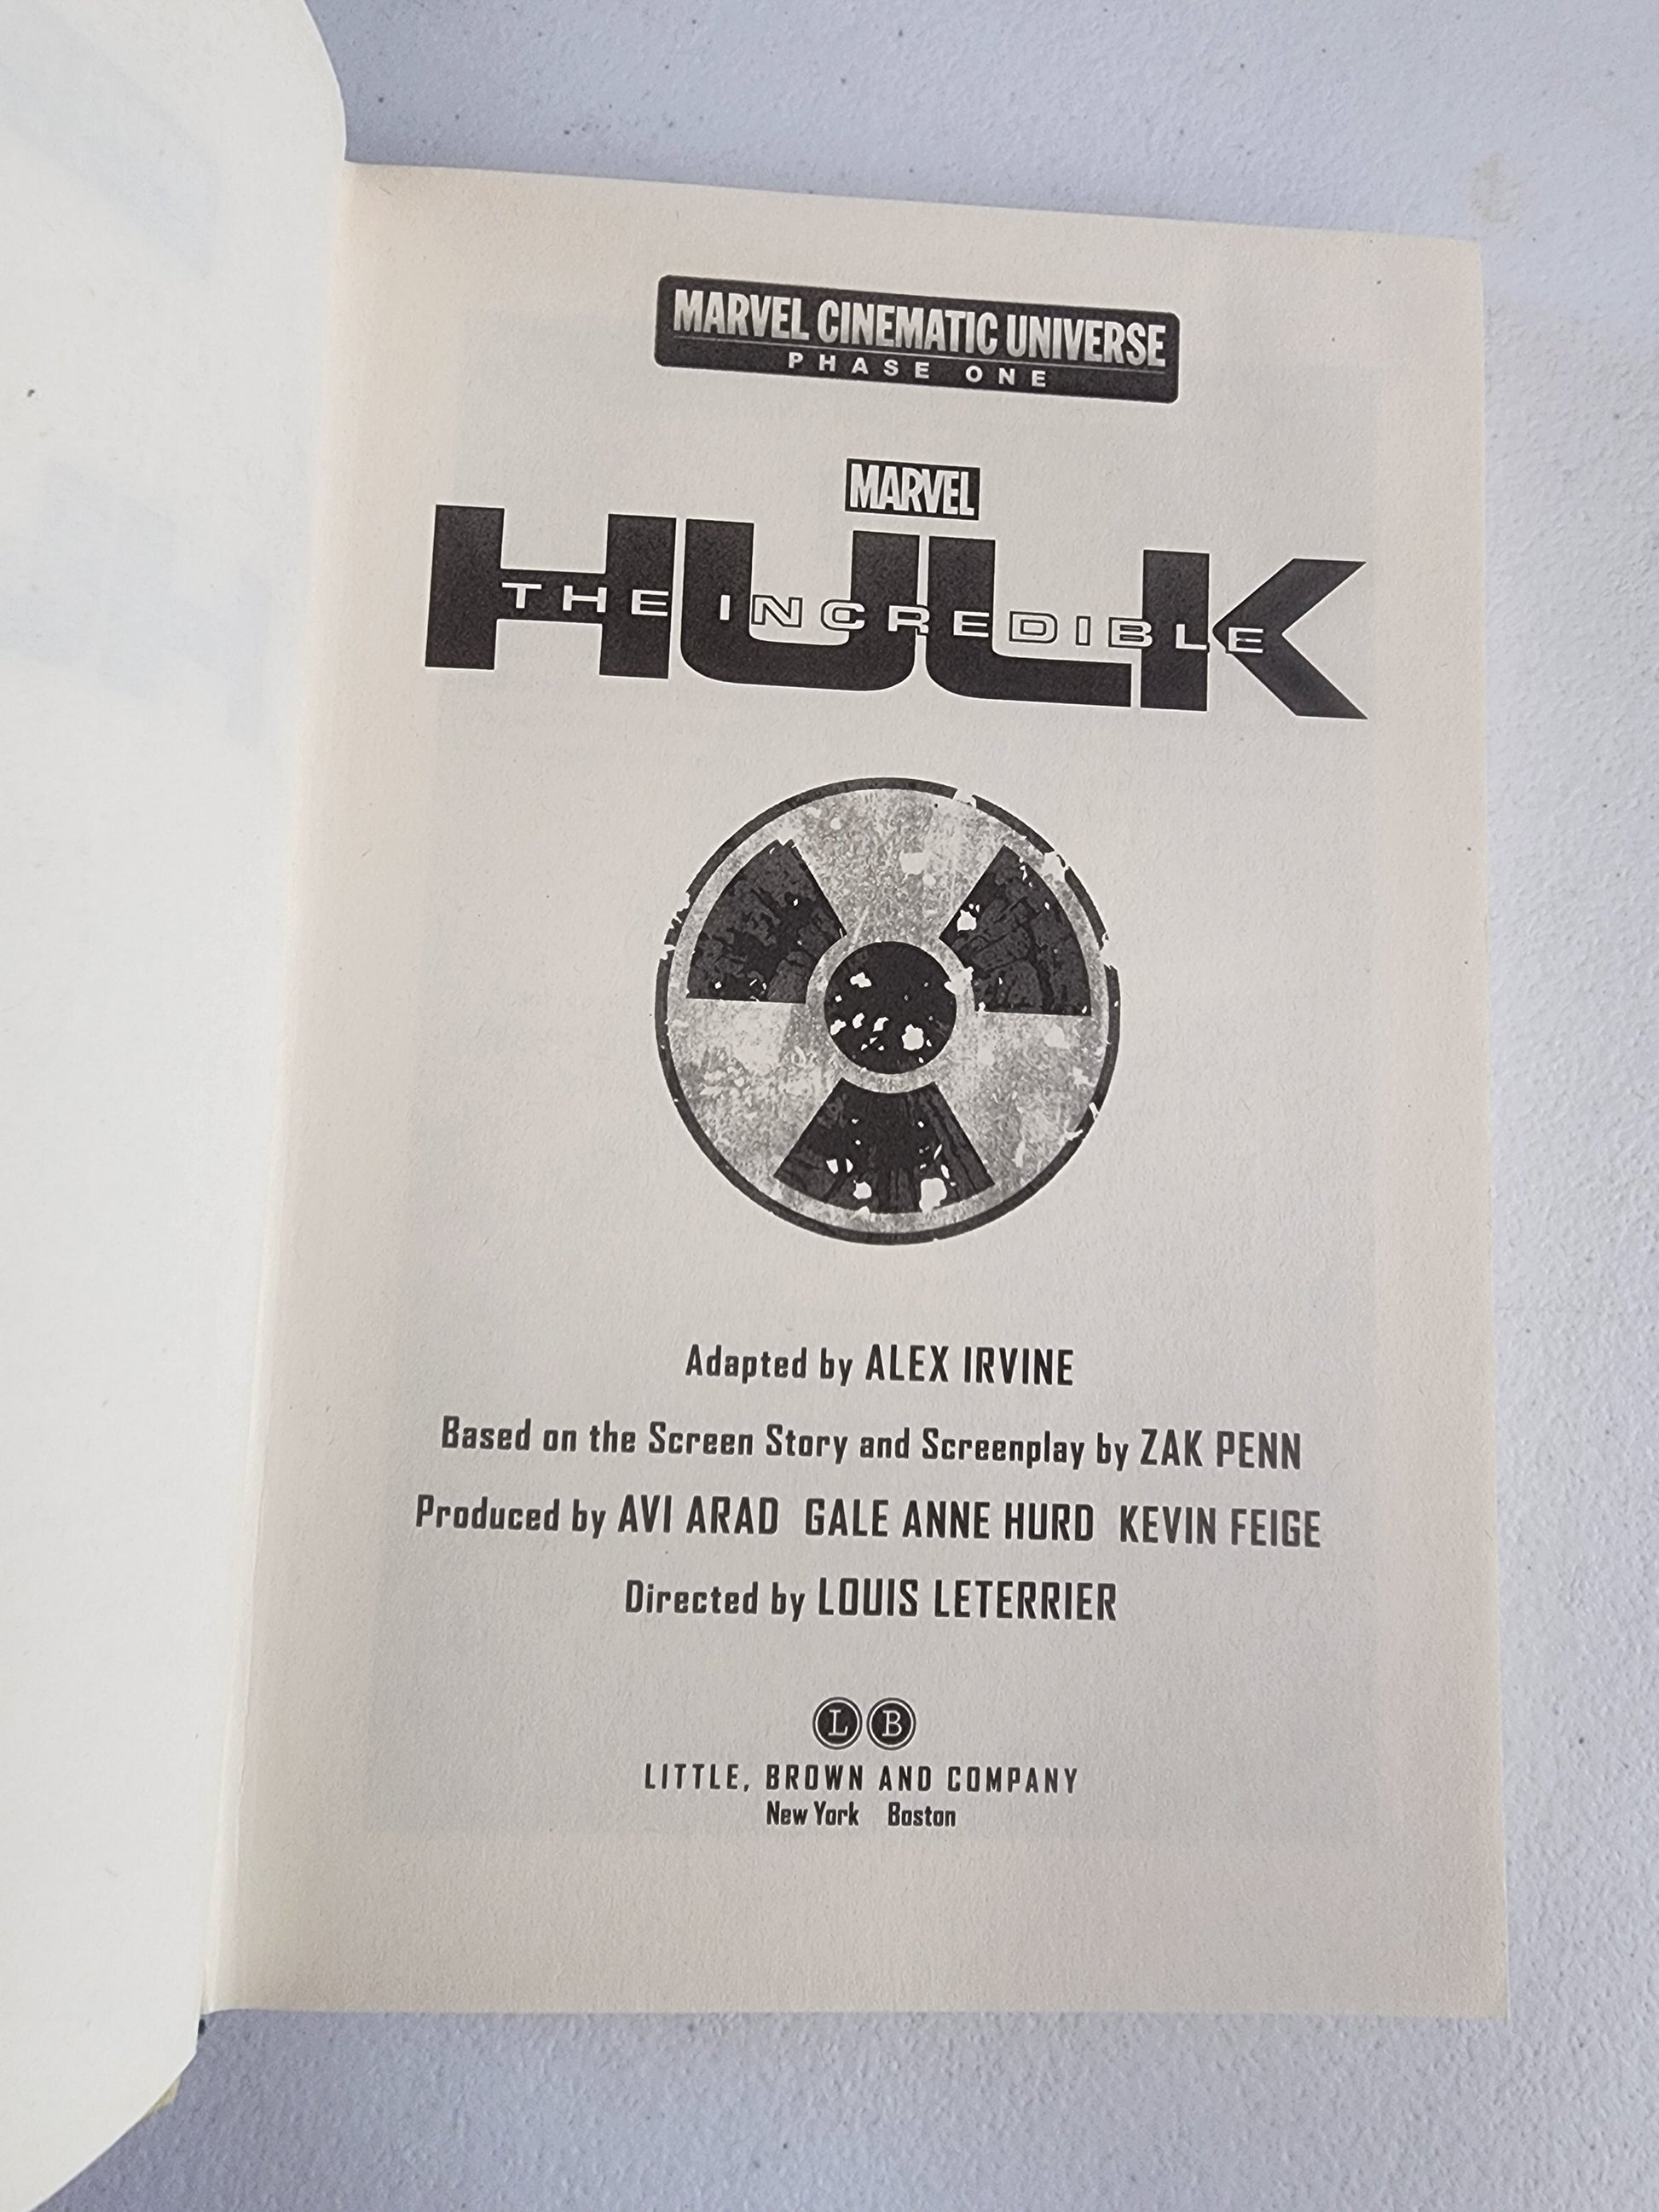 MARVEL CINEMATIC UNIVERSE
PHASE ONE
MARVEL
THE INCREDIBLE
HULK
Adapted by ALEX IRVINE
Based on the Screen Story and Screenplay by ZAK PENN
Produced by AVI ARAD GALE ANNE HURD KEVIN FEIGE
Directed by LOUIS LETERRIER
L B
LITTLE, BROWN AND COMPANY
New York Boston